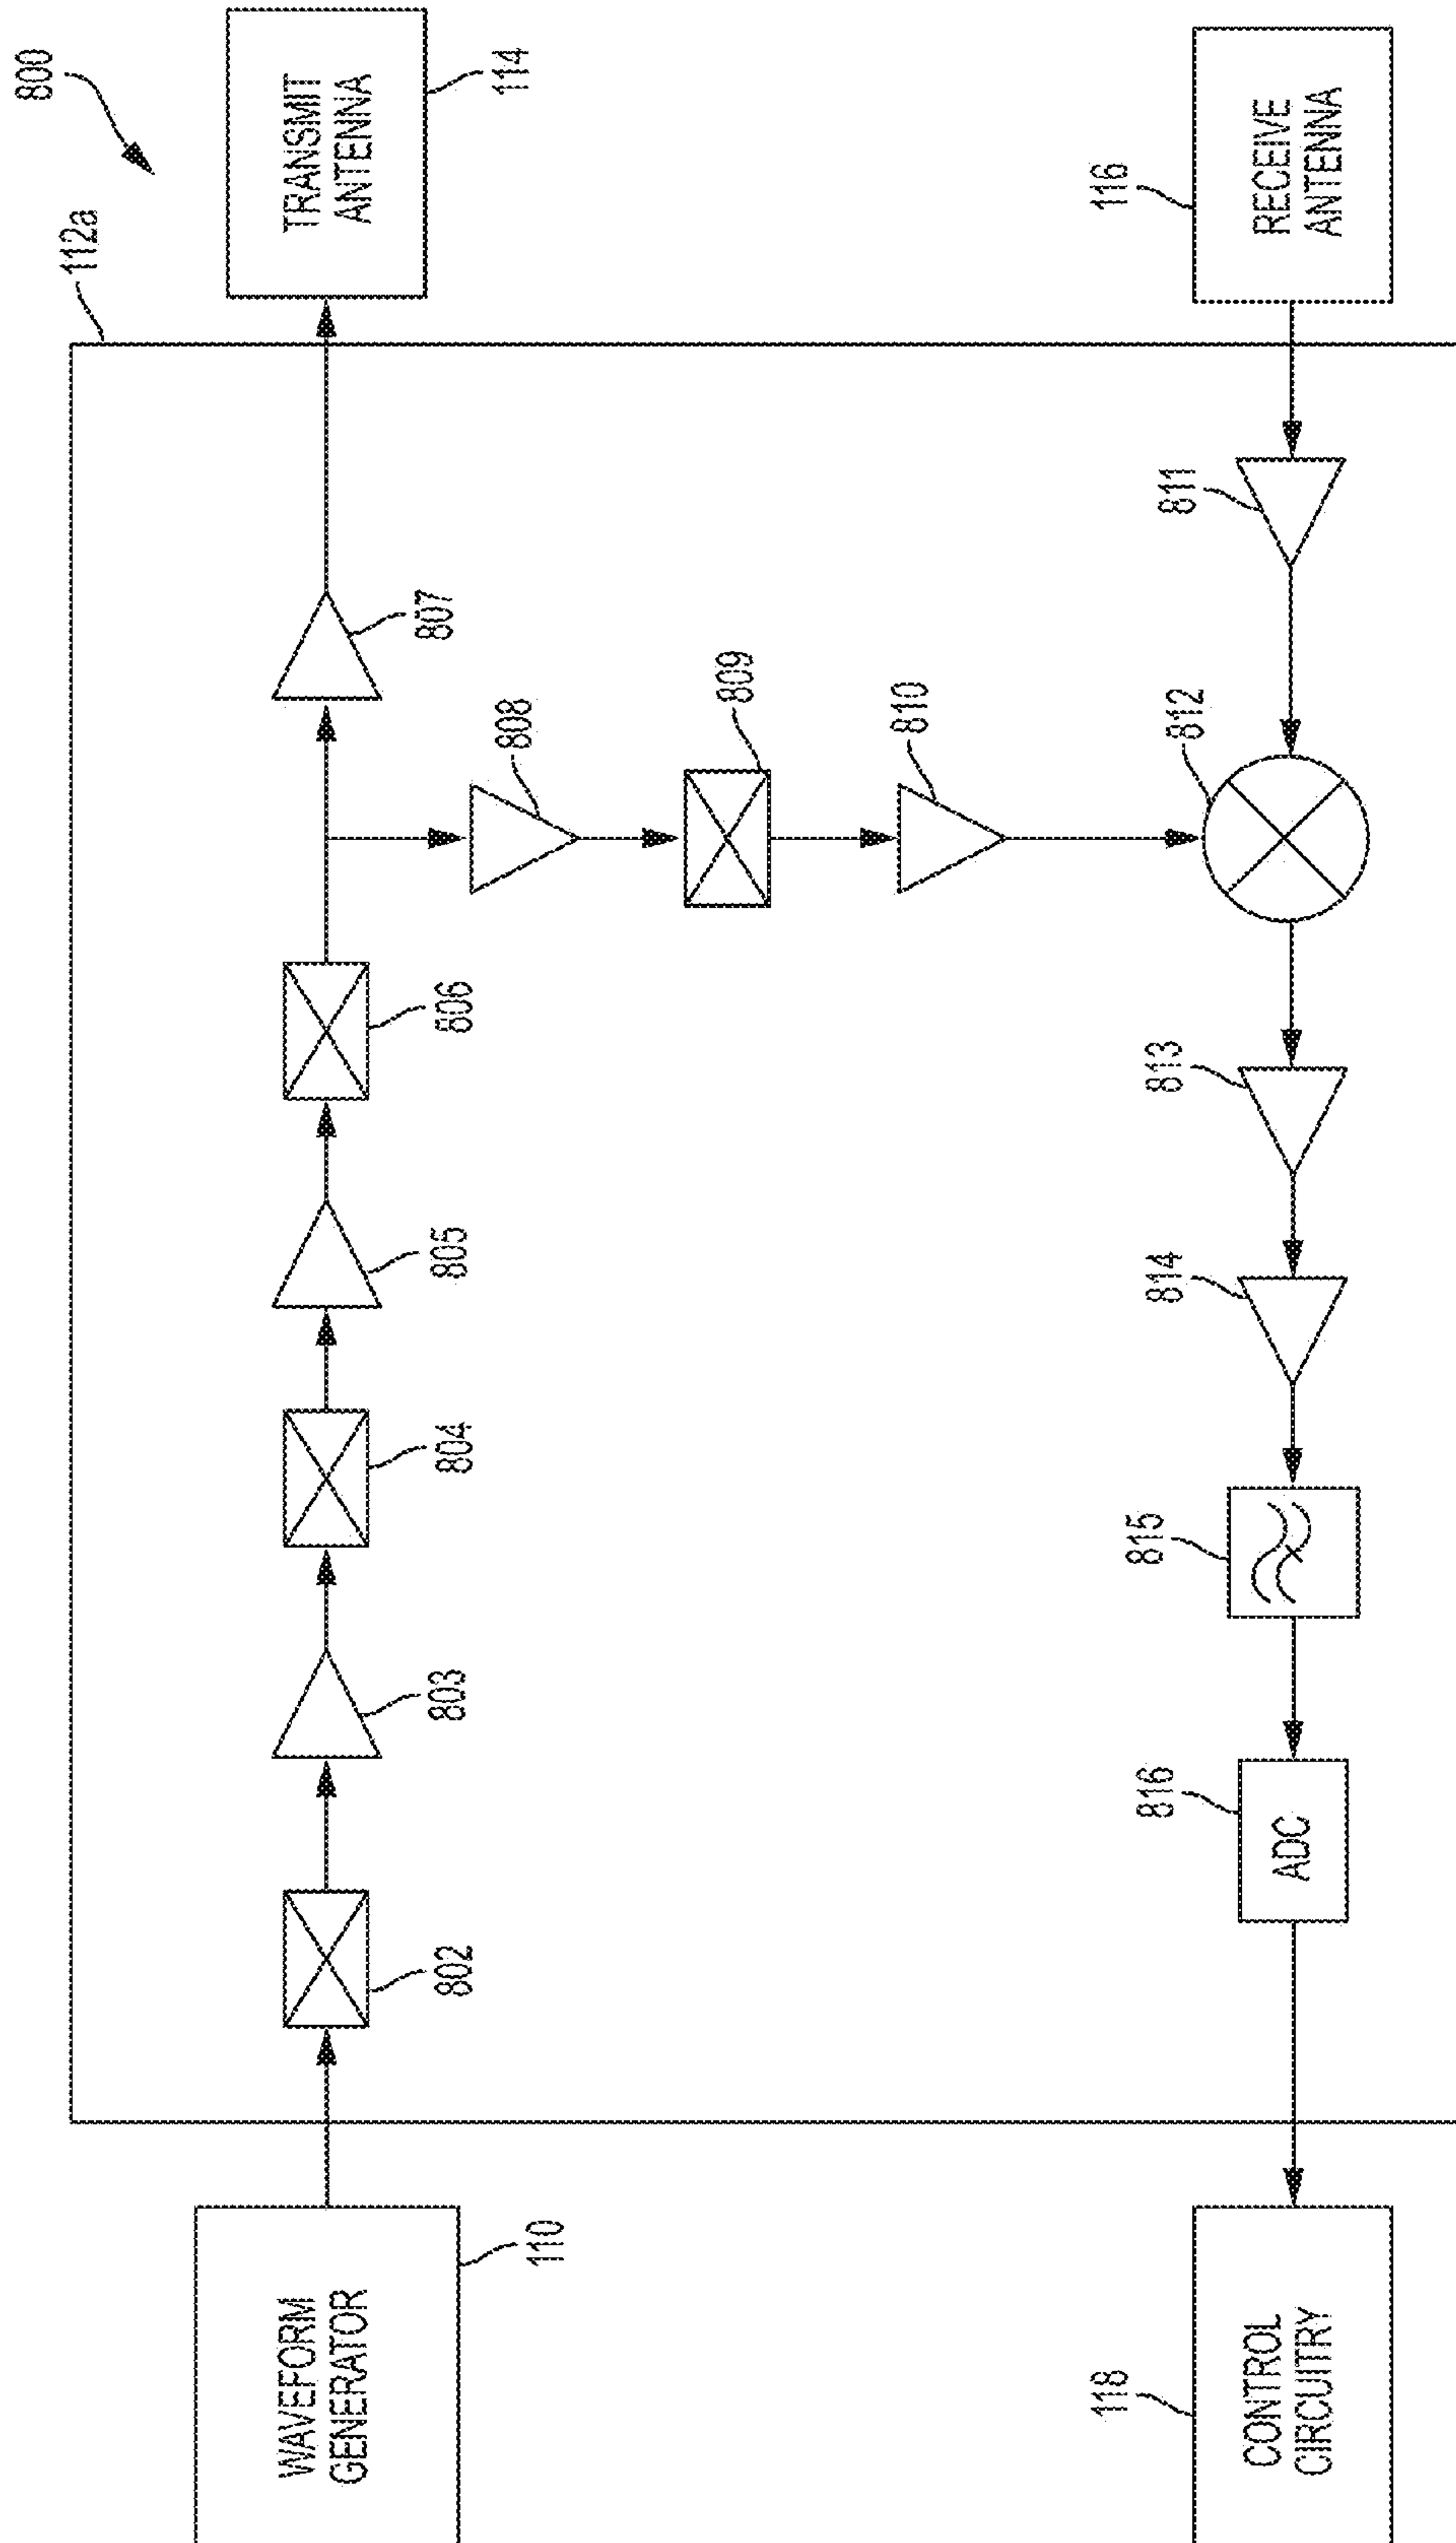 800
112a
WAVEFORM
GENERATOR
110
802
803
804
805
806
807
TRANSMIT
ANTENNA
114
808
809
810
CONTROL
CIRCUITRY
118
ADC
816
815
814
813
812
811
RECEIVE
ANTENNA
116